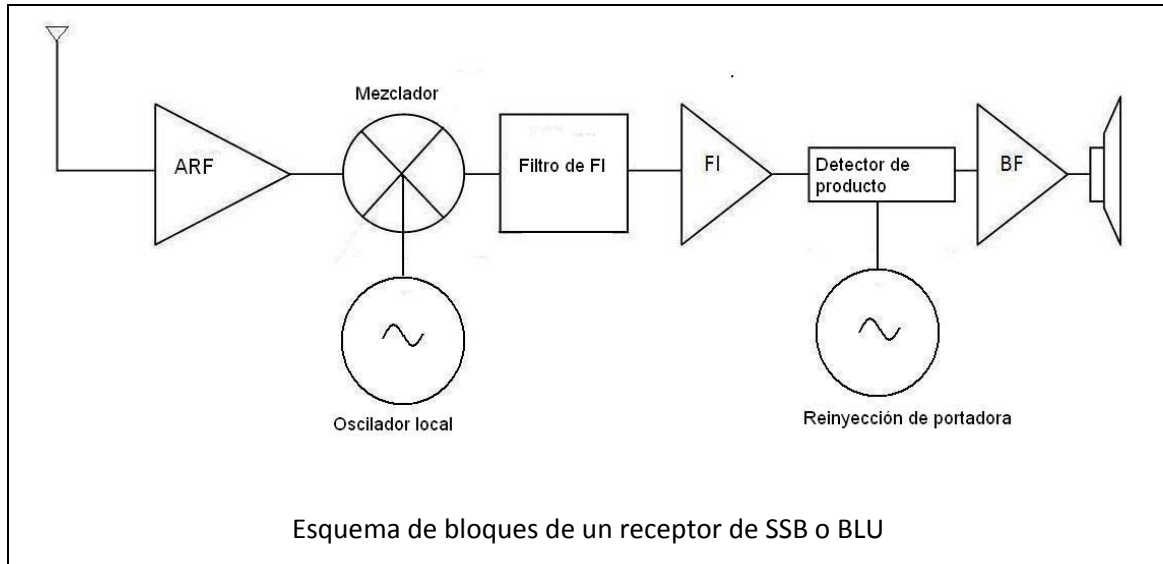 Mezclador
ARF
Filtro de FI
FI
Detector de
producto
BF
Oscilador local
Reinyección de portadora
Esquema de bloques de un receptor de SSB o BLU